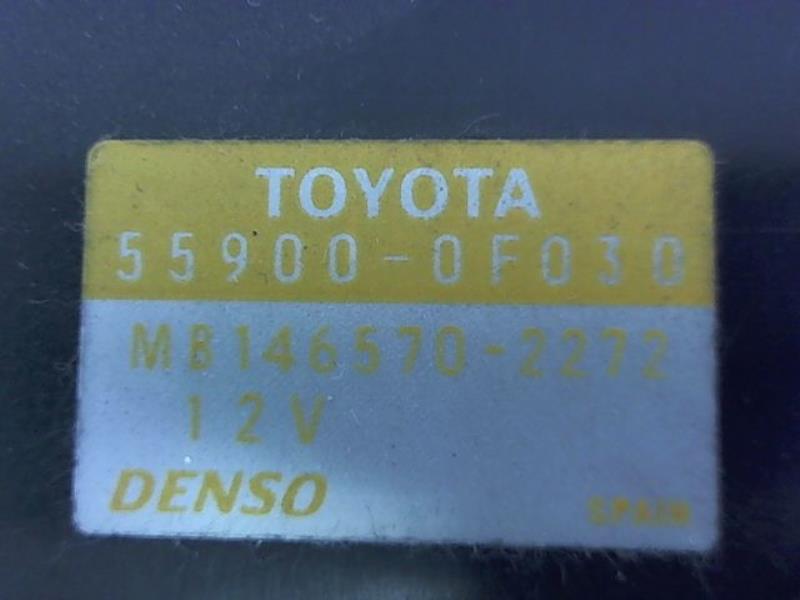 TOYOTA
55900-0F030
MB146570-2272
12V
DENSO SPAIN